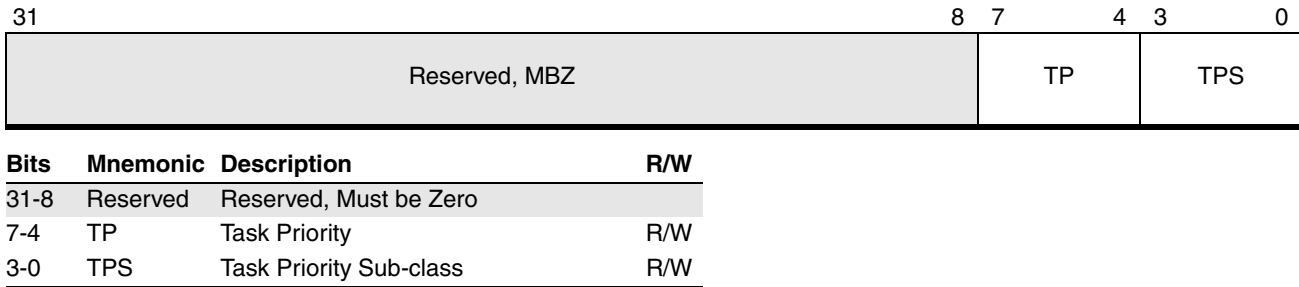 31 8 7 4 3 0
Reserved, MBZ TP TPS
Bits Mnemonic Description R/W
31-8 Reserved Reserved, Must be Zero
7-4 TP Task Priority R/W
3-0 TPS Task Priority Sub-class R/W